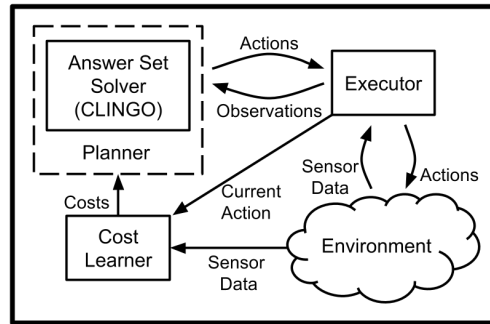 Answer Set
Solver
(CLINGO)
Planner
Actions
Observations
Executor
Costs
Current
Action
Sensor
Data
Actions
Cost
Learner
Sensor
Data
Environment